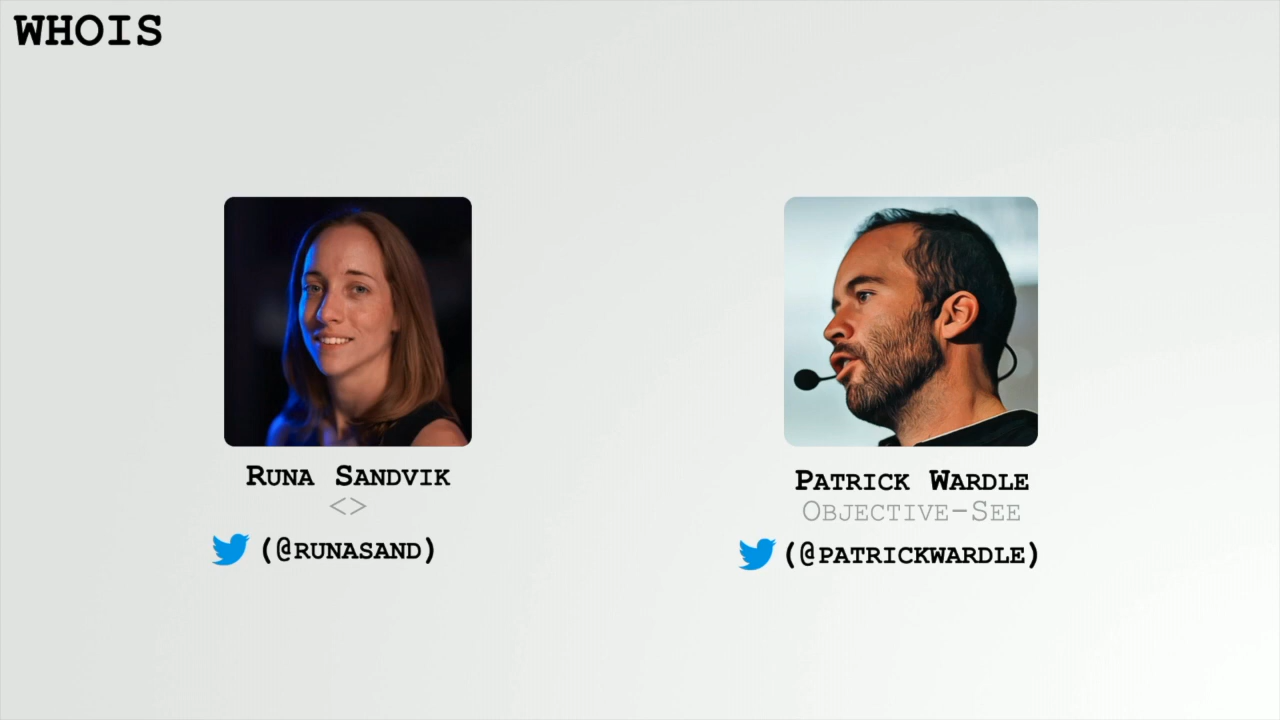 WHOIS
RUNA SANDVIK
<>
(@RUNASAND)
PATRICK WARDLE
OBJECTIVE-SEE
(@PATRICKWARDLE)